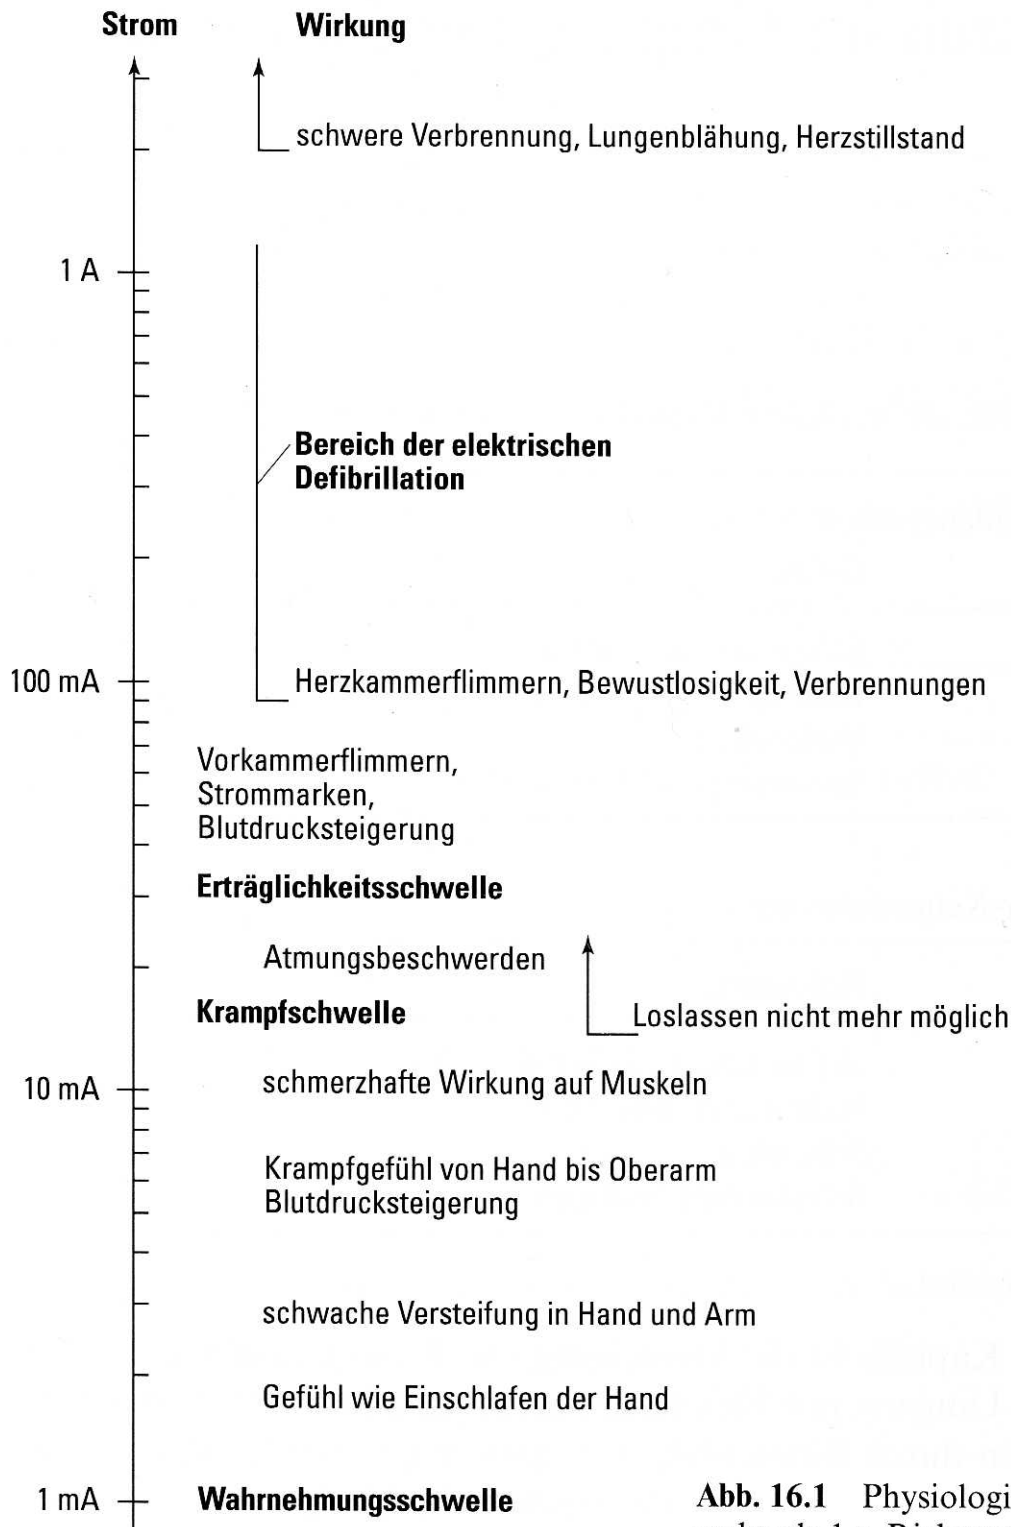 Strom Wirkung
schwere Verbrennung, Lungenblähung, Herzstillstand
1 A
Bereich der elektrischen
Defibrillation
100 mA Herzkammerflimmern, Bewustlosigkeit, Verbrennungen
Vorkammerflimmern,
Strommarken,
Blutdrucksteigerung
Erträglichkeitsschwelle
Atmungsbeschwerden
Krampfschwelle Loslassen nicht mehr möglich
10 mA schmerzhafte Wirkung auf Muskeln
Krampfgefühl von Hand bis Oberarm
Blutdrucksteigerung
schwache Versteifung in Hand und Arm
Gefühl wie Einschlafen der Hand
1 mA Wahrnehmungsschwelle Abb. 16.1 Physiologi